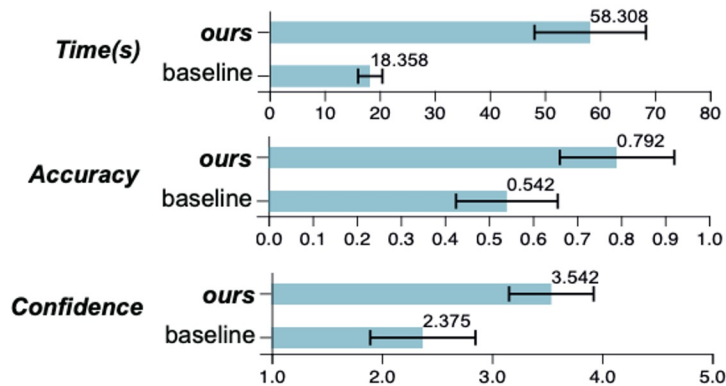 Time(s)
ours
58.308
baseline
18.358
0 10 20 30 40 50 60 70 80
Accuracy
ours
0.792
baseline
0.542
0.0 0.1 0.2 0.3 0.4 0.5 0.6 0.7 0.8 0.9 1.0
Confidence
ours
3.542
baseline
2.375
1.0 2.0 3.0 4.0 5.0